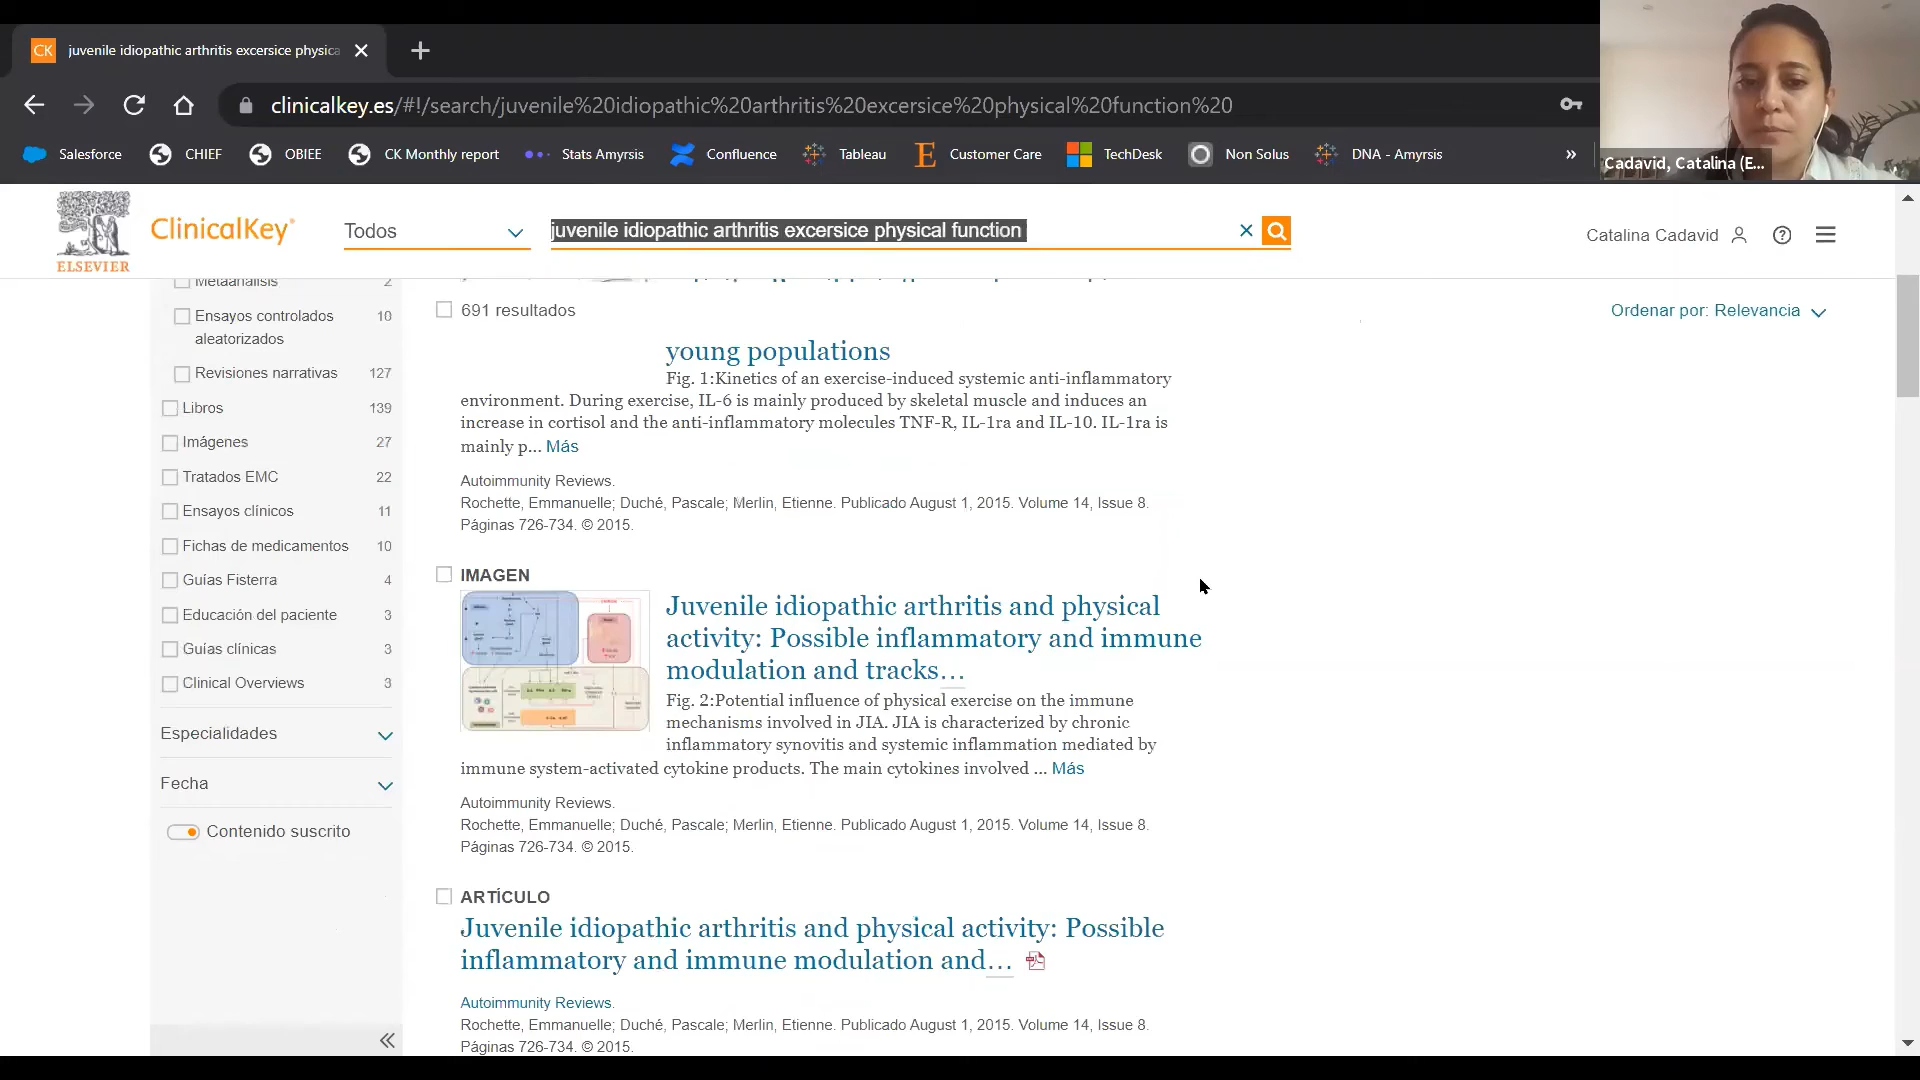 CK juvenile idiopathic arthritis excersice physica
clinicalkey.es/#!/search/juvenile%20idiopathic%20arthritis%20excersice%20physical%20function%20
Salesforce CHIEF OBIEE CK Monthly report Stats Amyrsis Confluence Tableau Customer Care TechDesk Non Solus DNA - Amyrsis »
Cadavid, Catalina (E...
ELSEVIER
ClinicalKey®
Todos
juvenile idiopathic arthritis excersice physical function
Catalina Cadavid
Metaanálisis 2
Ensayos controlados 10
aleatorizados
Revisiones narrativas 127
Libros 139
Imágenes 27
Tratados EMC 22
Ensayos clínicos 11
Fichas de medicamentos 10
Guías Fisterra 4
Educación del paciente 3
Guías clínicas 3
Clinical Overviews 3
Especialidades
Fecha
Contenido suscrito
691 resultados
Ordenar por: Relevancia
young populations
Fig. 1:Kinetics of an exercise-induced systemic anti-inflammatory
environment. During exercise, IL-6 is mainly produced by skeletal muscle and induces an
increase in cortisol and the anti-inflammatory molecules TNF-R, IL-1ra and IL-10. IL-1ra is
mainly p... Más
Autoimmunity Reviews.
Rochette, Emmanuelle; Duché, Pascale; Merlin, Etienne. Publicado August 1, 2015. Volume 14, Issue 8.
Páginas 726-734. © 2015.
IMAGEN
Juvenile idiopathic arthritis and physical
activity: Possible inflammatory and immune
modulation and tracks...
Fig. 2:Potential influence of physical exercise on the immune
mechanisms involved in JIA. JIA is characterized by chronic
inflammatory synovitis and systemic inflammation mediated by
immune system-activated cytokine products. The main cytokines involved ... Más
Autoimmunity Reviews.
Rochette, Emmanuelle; Duché, Pascale; Merlin, Etienne. Publicado August 1, 2015. Volume 14, Issue 8.
Páginas 726-734. © 2015.
ARTÍCULO
Juvenile idiopathic arthritis and physical activity: Possible
inflammatory and immune modulation and...
Autoimmunity Reviews.
Rochette, Emmanuelle; Duché, Pascale; Merlin, Etienne. Publicado August 1, 2015. Volume 14, Issue 8.
Páginas 726-734. © 2015.